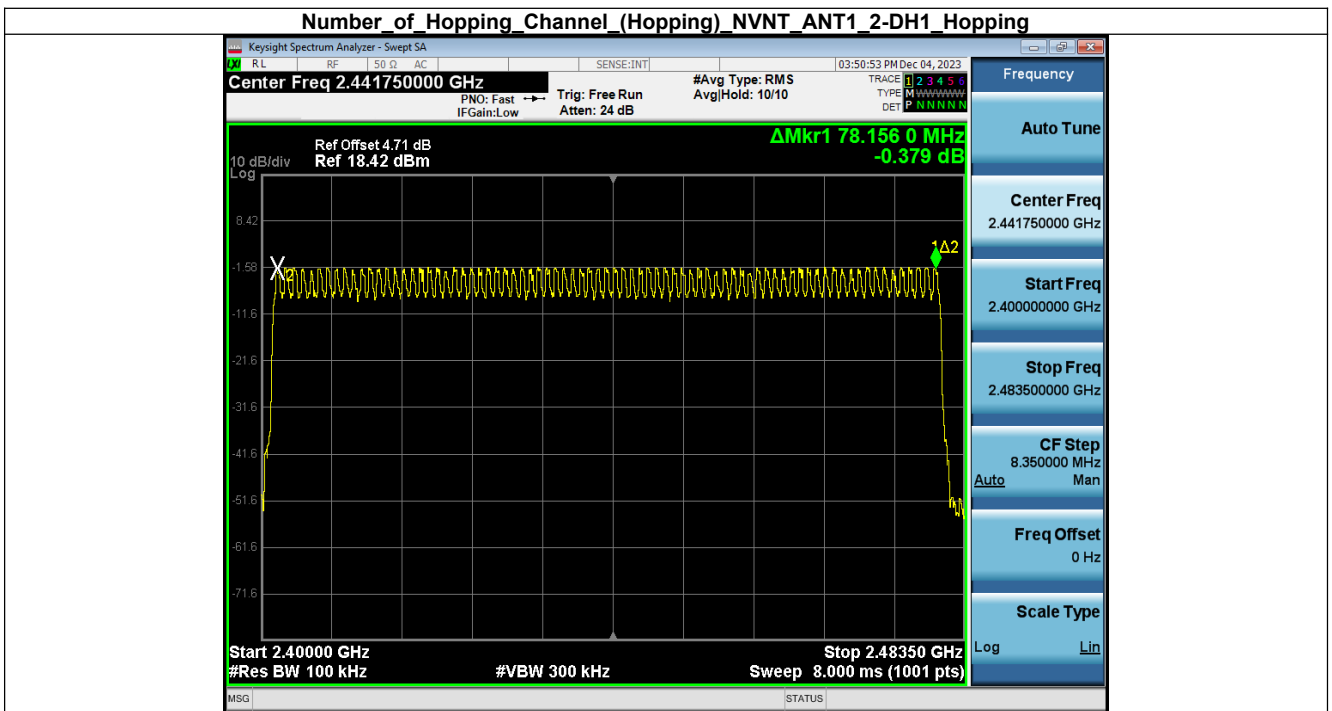 Number_of_Hopping_Channel_(Hopping)_NVNT_ANT1_2-DH1_Hopping
Keysight Spectrum Analyzer - Swept SA
LXI RL RF 50 Ω AC SENSE:INT 03:50:53 PM Dec 04, 2023
Center Freq 2.441750000 GHz
PNO: Fast
IFGain:Low
Trig: Free Run
Atten: 24 dB
#Avg Type: RMS
Avg|Hold: 10/10
TRACE 1 2 3 4 5 6
TYPE M WWWWW
DET P N N N N N
ΔMkr1 78.156 0 MHz
-0.379 dB
Ref Offset 4.71 dB
10 dB/div Ref 18.42 dBm
Log
8.42
-1.58
-11.6
-21.6
-31.6
-41.6
-51.6
-61.6
-71.6
2
1Δ2
Start 2.40000 GHz Stop 2.48350 GHz
#Res BW 100 kHz #VBW 300 kHz Sweep 8.000 ms (1001 pts)
MSG STATUS
Frequency
Auto Tune
Center Freq
2.441750000 GHz
Start Freq
2.400000000 GHz
Stop Freq
2.483500000 GHz
CF Step
8.350000 MHz
Auto Man
Freq Offset
0 Hz
Scale Type
Log Lin